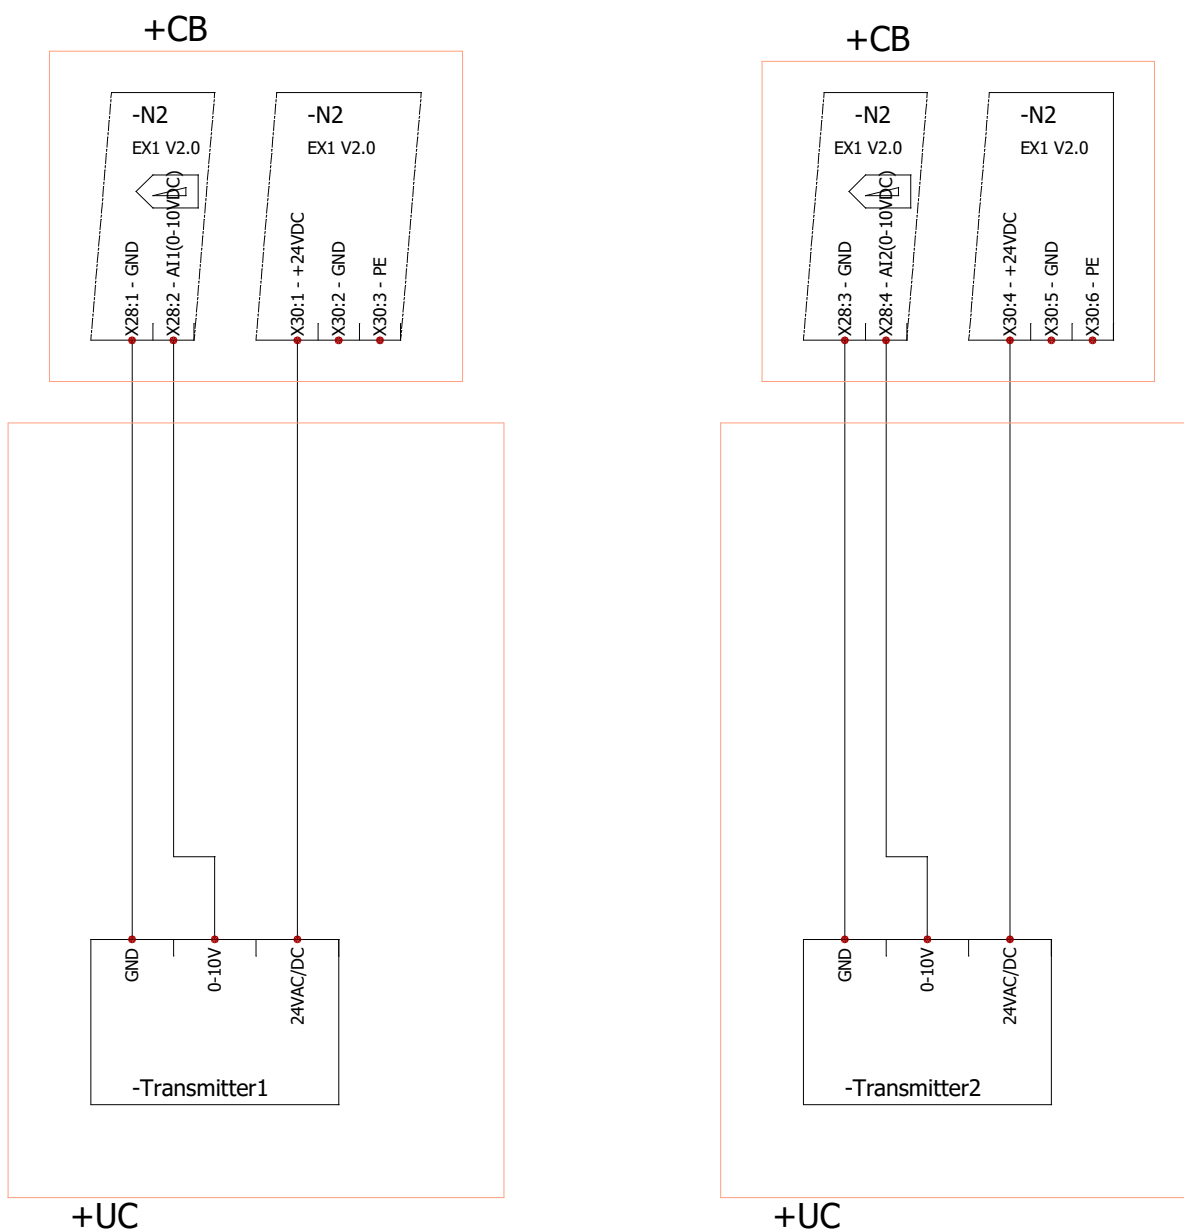 +CB
-N2
EX1 V2.0
X28:1 - GND
X28:2 - AI1(0-10VDC)
-N2
EX1 V2.0
X30:1 - +24VDC
X30:2 - GND
X30:3 - PE
GND
0-10V
24VAC/DC
-Transmitter1
+UC
+CB
-N2
EX1 V2.0
X28:3 - GND
X28:4 - AI2(0-10VDC)
-N2
EX1 V2.0
X30:4 - +24VDC
X30:5 - GND
X30:6 - PE
GND
0-10V
24VAC/DC
-Transmitter2
+UC